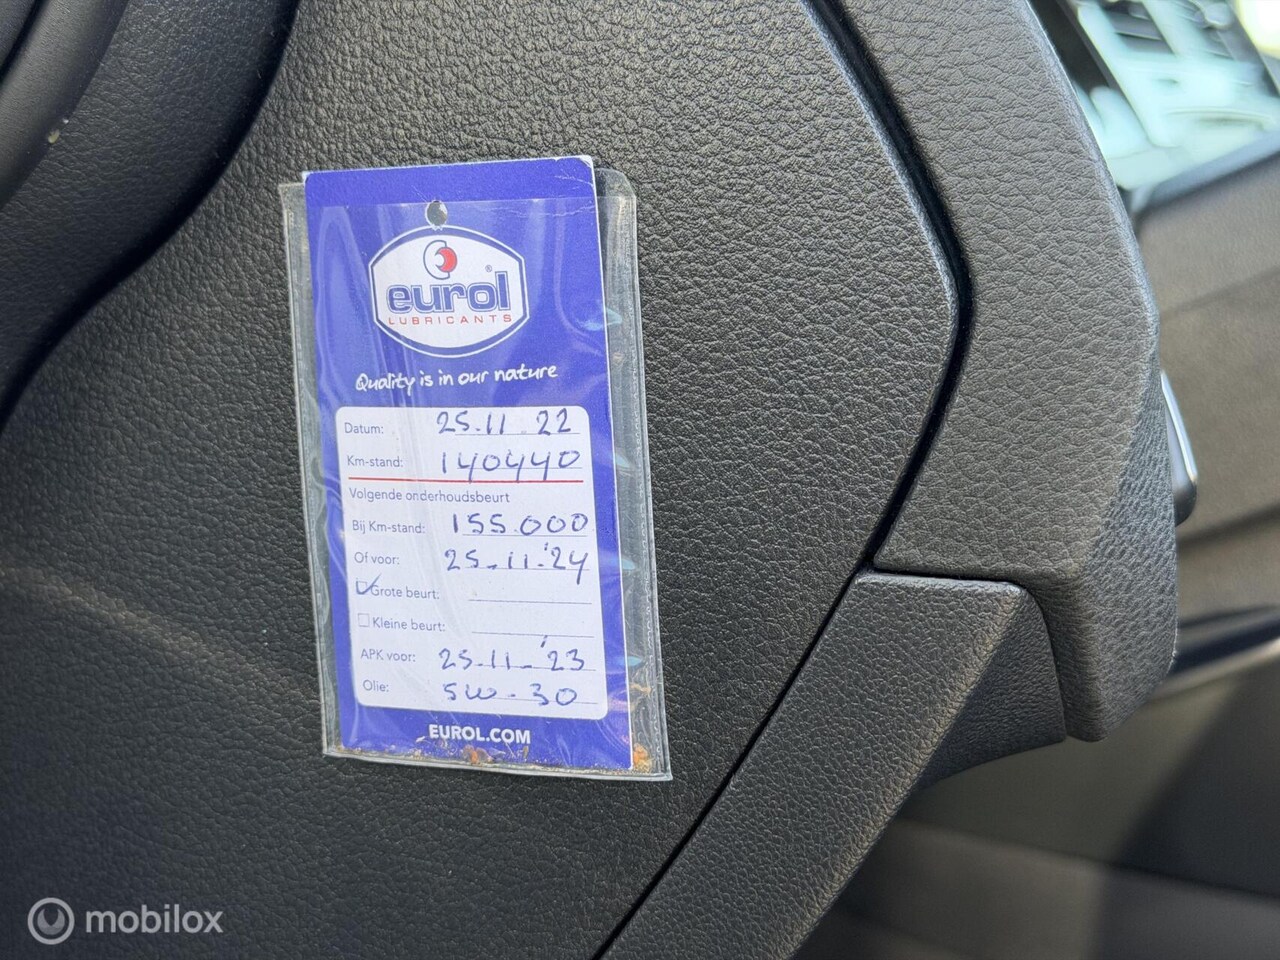 eurol®
LUBRICANTS
Quality is in our nature
Datum: 25.11.22
Km-stand: 140440
Volgende onderhoudsbeurt
Bij Km-stand: 155.000
Of voor: 25.11.'24
Grote beurt:
Kleine beurt:
APK voor: 25.11.'23
Olie: 5w-30
EUROL.COM
mobilox